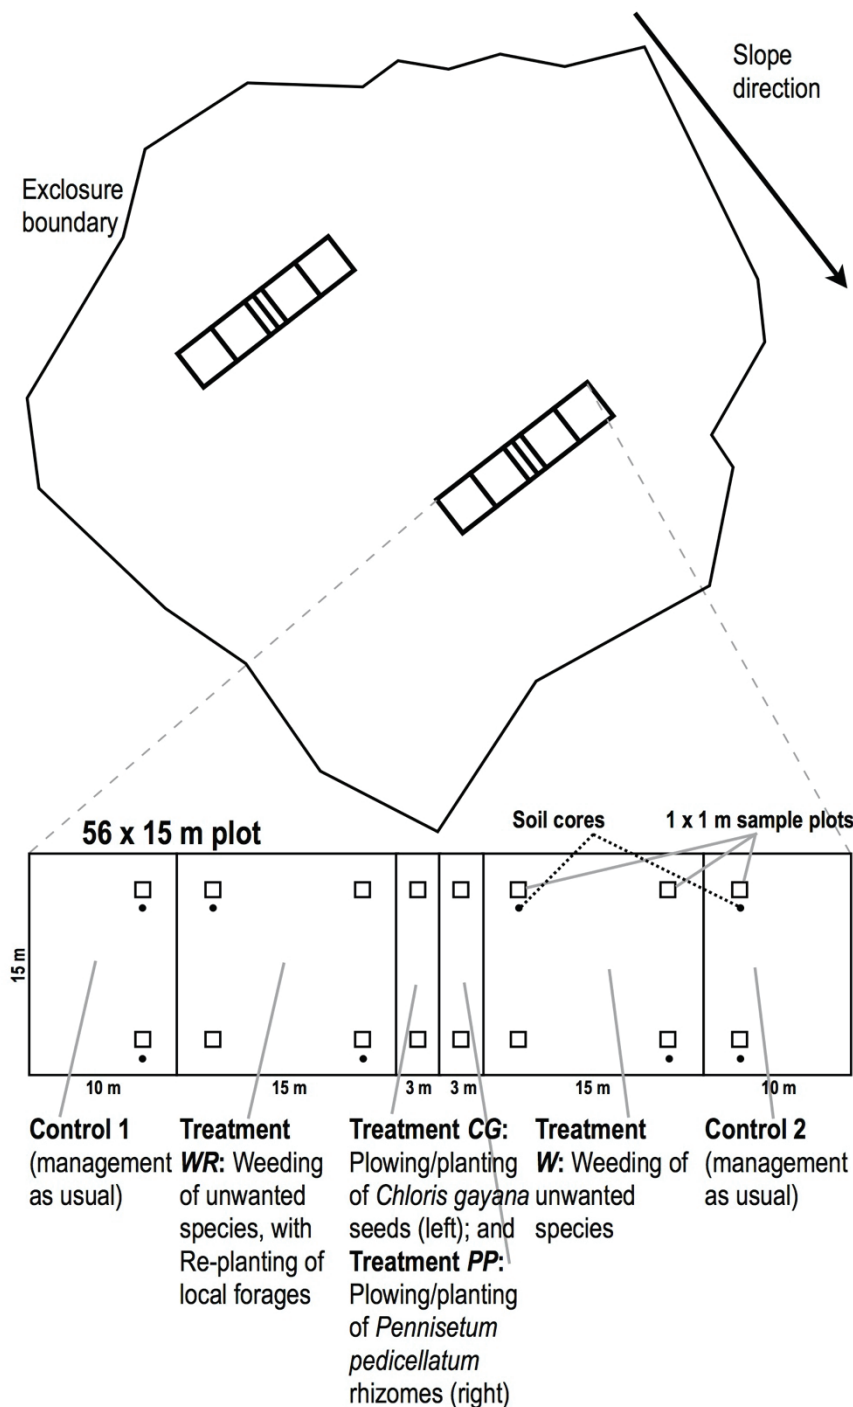 Slope
direction
Exclosure
boundary
56 x 15 m plot
Soil cores
1 x 1 m sample plots
15 m
10 m
15 m
3 m
3 m
15 m
10 m
Control 1
(management
as usual)
Treatment
WR: Weeding
of unwanted
species, with
Re-planting of
local forages
Treatment CG:
Plowing/planting
of Chloris gayana
seeds (left); and
Treatment PP:
Plowing/planting
of Pennisetum
pedicellatum
rhizomes (right)
Treatment
W: Weeding of
unwanted
species
Control 2
(management
as usual)